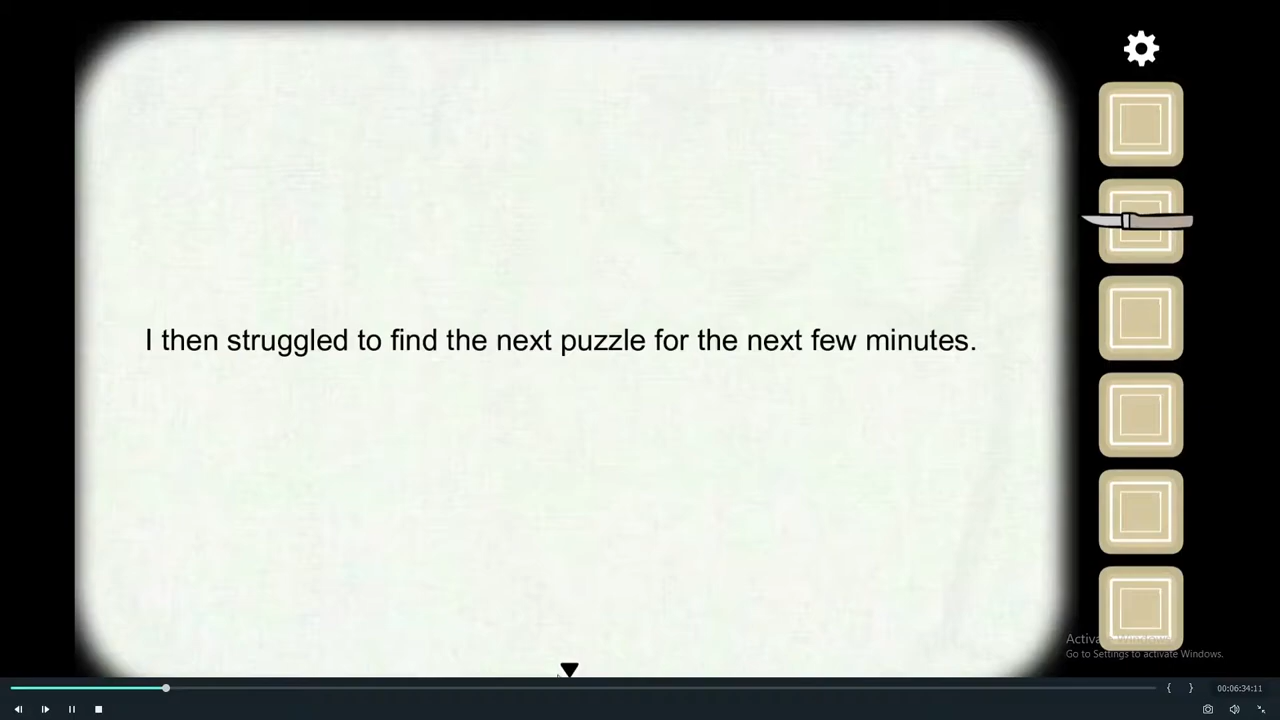 I then struggled to find the next puzzle for the next few minutes.
Activate Windows
Go to Settings to activate Windows.
{ }
00:06:34:11